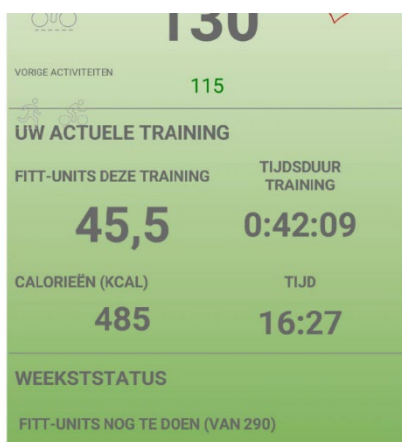 130
VORIGE ACTIVITEITEN
115
UW ACTUELE TRAINING
FITT-UNITS DEZE TRAINING
TIJDSDUUR
TRAINING
45,5
0:42:09
CALORIEËN (KCAL)
TIJD
485
16:27
WEEKSTSTATUS
FITT-UNITS NOG TE DOEN (VAN 290)